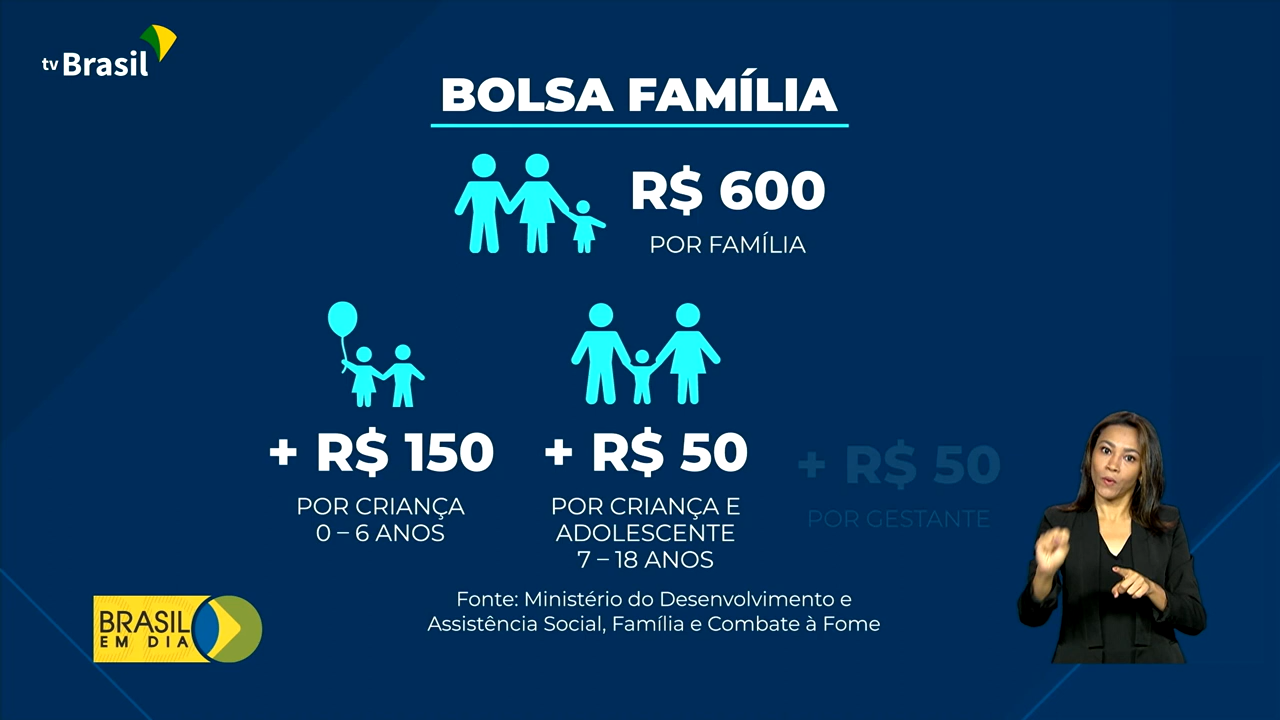 tv Brasil
BOLSA FAMÍLIA
R$ 600
POR FAMÍLIA
+ R$ 150
POR CRIANÇA
0 – 6 ANOS
+ R$ 50
POR CRIANÇA E
ADOLESCENTE
7 – 18 ANOS
+ R$ 50
POR GESTANTE
Fonte: Ministério do Desenvolvimento e
Assistência Social, Família e Combate à Fome
BRASIL
EM DIA